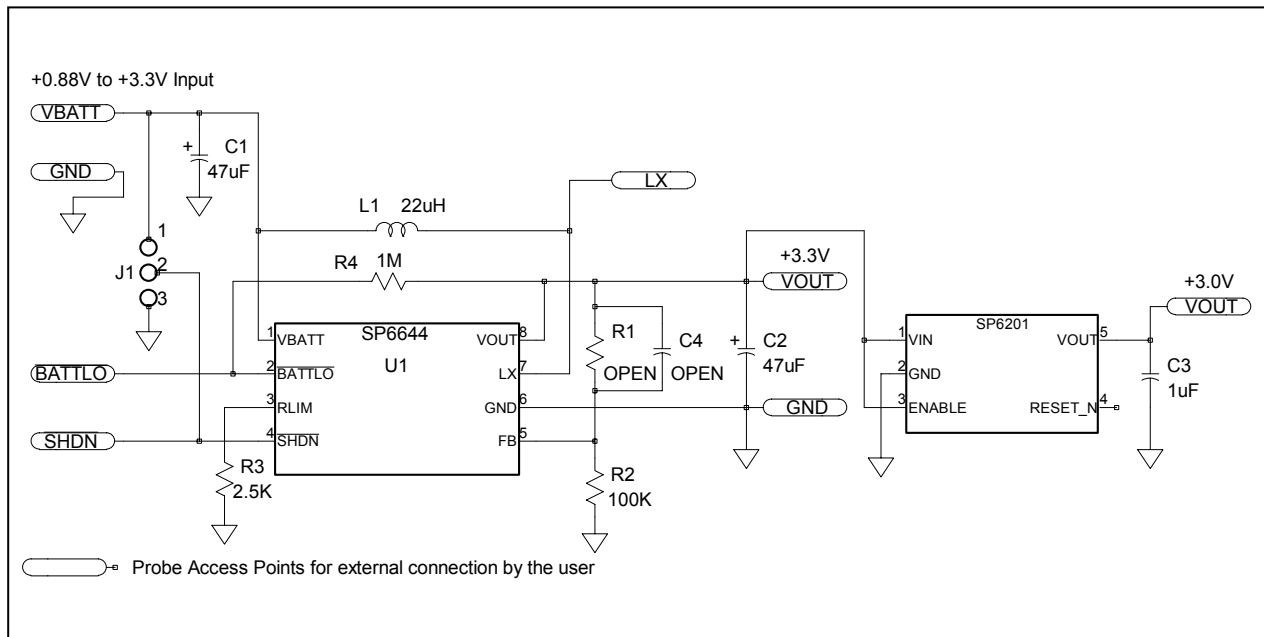 +0.88V to +3.3V Input
VBATT
GND
+
C1
47uF
J1
1
2
3
L1 22uH
LX
R4 1M
+3.3V
VOUT
+3.0V
VOUT
SP6644
U1
1 VBATT
2 BATTLO
3 RLIM
4 SHDN
VOUT 8
LX 7
GND 6
FB 5
BATTLO
SHDN
R3
2.5K
R1
OPEN
C4
OPEN
+
C2
47uF
GND
R2
100K
SP6201
1 VIN
2 GND
3 ENABLE
VOUT 5
RESET_N 4
C3
1uF
Probe Access Points for external connection by the user